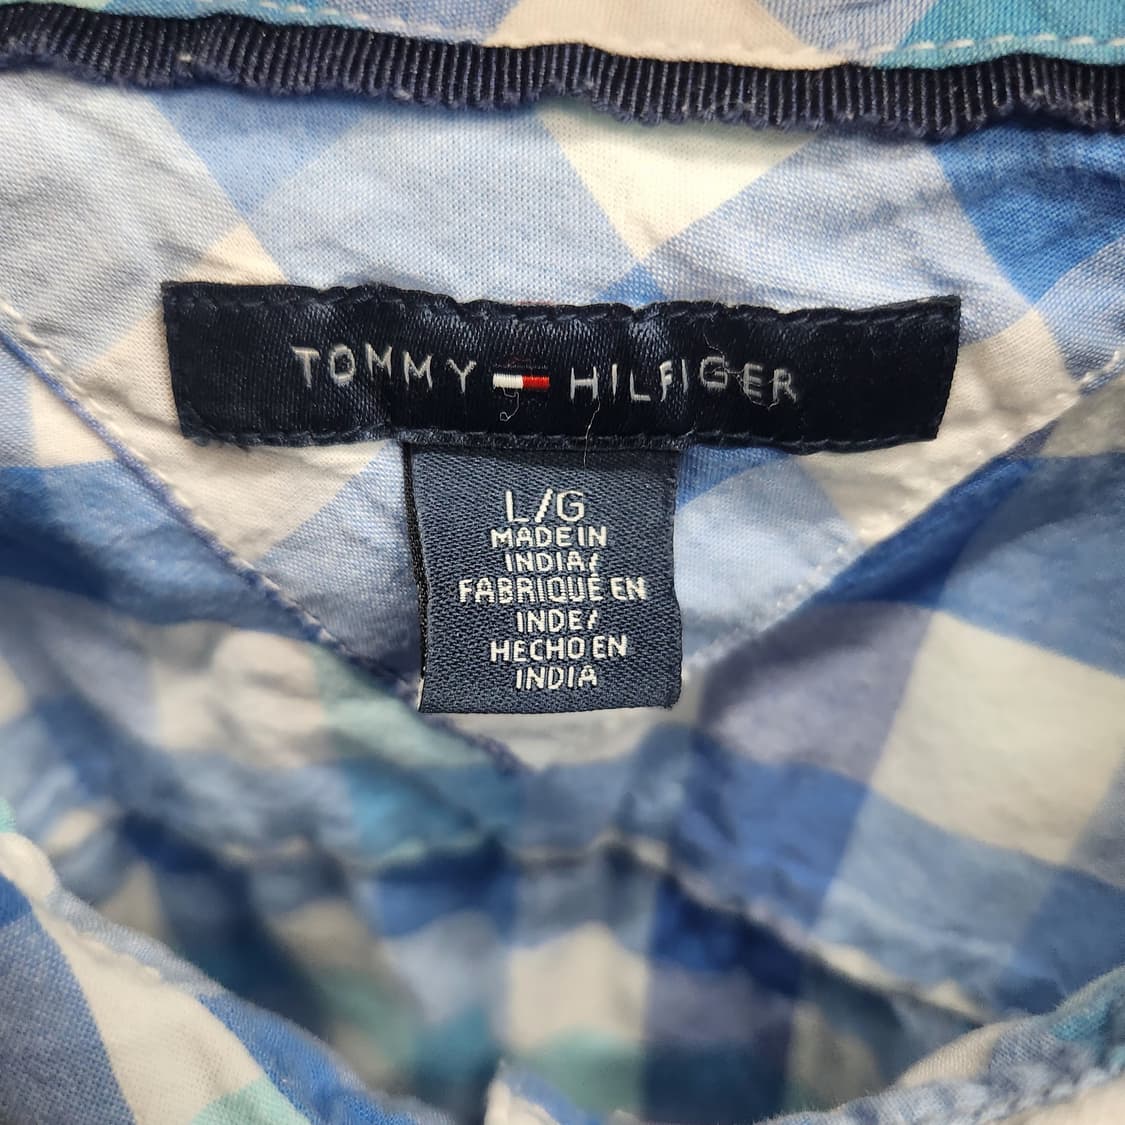 TOMMY HILFIGER
L/G
MADE IN
INDIA/
FABRIQUÉ EN
INDE/
HECHO EN
INDIA